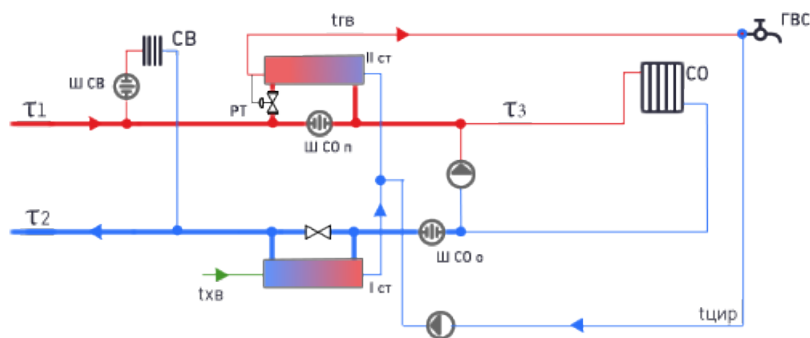 tгв
ГВС
СВ
II ст
Ш СВ
СО
τ1
РТ
τ3
Ш СО п
τ2
Ш СО о
I ст
tхв
tцир